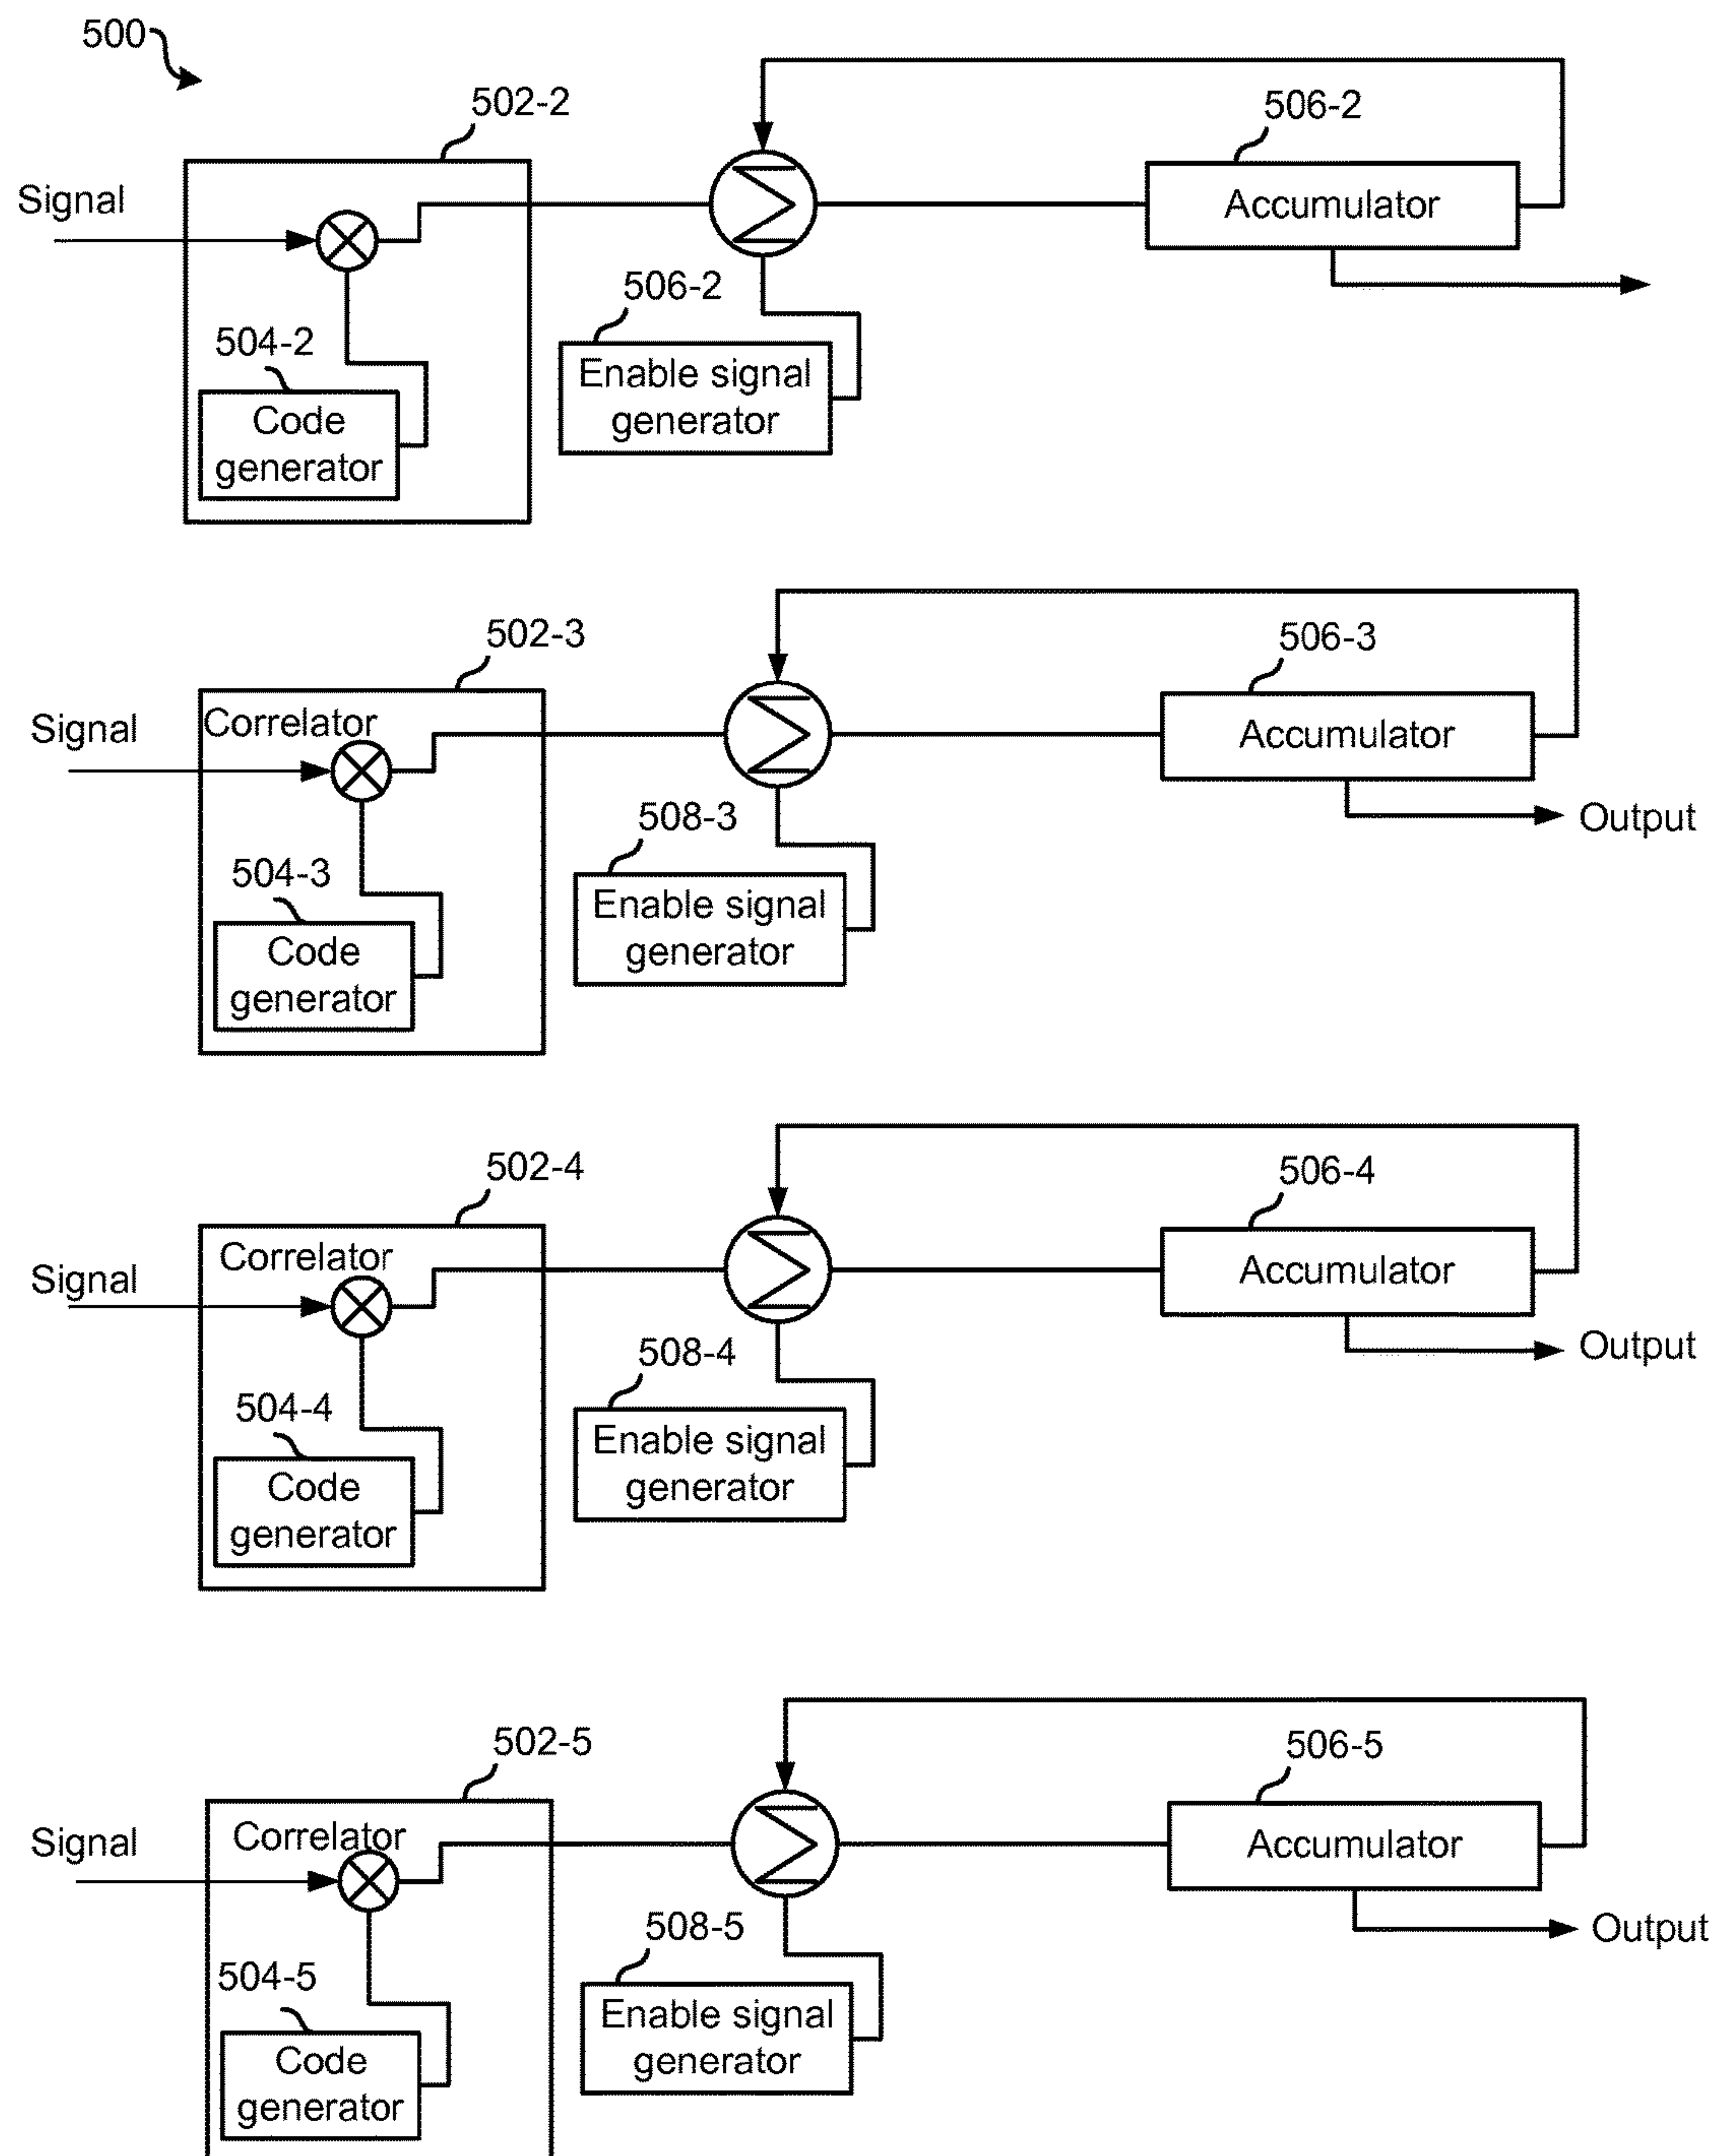 500
502-2
506-2
Signal
Accumulator
506-2
504-2
Enable signal
generator
Code
generator
502-3
506-3
Signal
Correlator
Accumulator
508-3
Output
504-3
Enable signal
generator
Code
generator
502-4
506-4
Signal
Correlator
Accumulator
508-4
Output
504-4
Enable signal
generator
Code
generator
502-5
506-5
Signal
Correlator
Accumulator
508-5
Output
504-5
Enable signal
generator
Code
generator